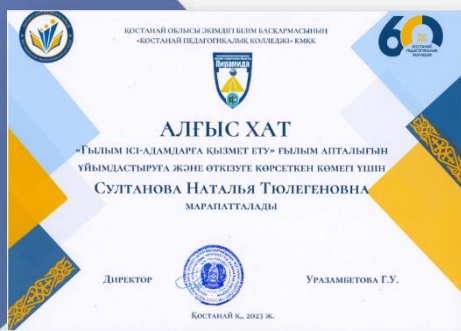 ҚОСТАНАЙ ОБЛЫСЫ ӘКІМДІГІ БІЛІМ БАСҚАРМАСЫНЫҢ
«ҚОСТАНАЙ ПЕДАГОГИКАЛЫҚ КОЛЛЕДЖІ» КМҚК
60
Пирамида
АЛҒЫС ХАТ
«ҒЫЛЫМ ІСІ-АДАМДАРҒА ҚЫЗМЕТ ЕТУ» ҒЫЛЫМ АПТАЛЫҒЫН
ҰЙЫМДАСТЫРУҒА ЖӘНЕ ӨТКІЗУГЕ КӨРСЕТКЕН КӨМЕГІ ҮШІН
СУЛТАНОВА НАТАЛЬЯ ТЮЛЕГЕНОВНА
МАРАПАТТАЛАДЫ
ДИРЕКТОР
УРАЗАМБЕТОВА Г.У.
ҚОСТАНАЙ Қ., 2023 Ж.